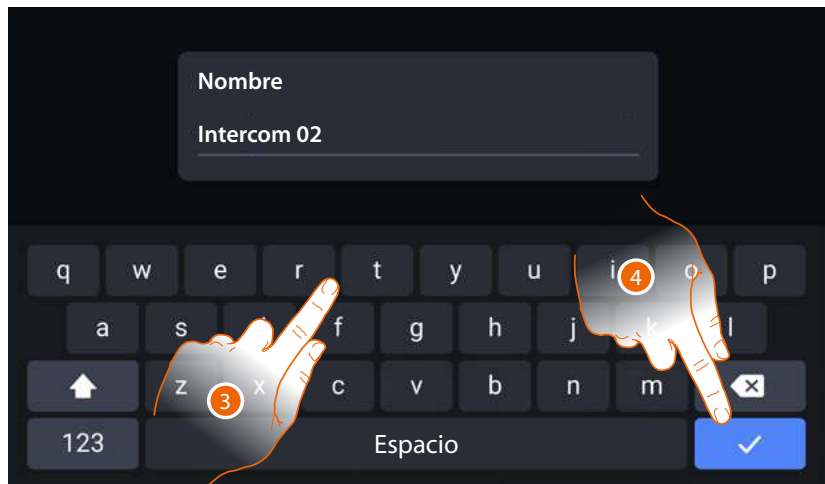 Nombre
Intercom 02
q w e r t y u i o p
a s f g h j k l
z x c v b n m
123 Espacio
3
4